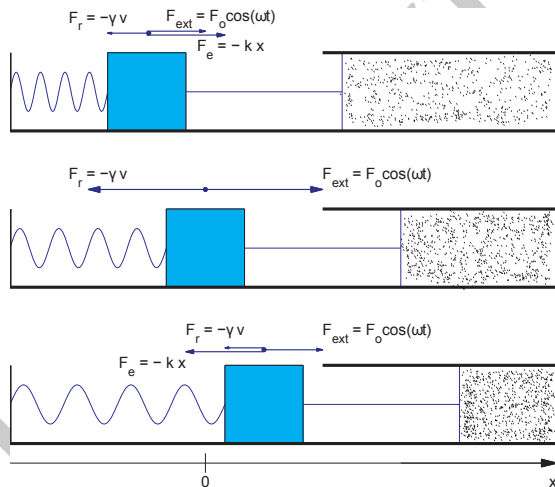 F_r = −γ v
F_ext = F_o cos(ωt)
F_e = − k x
F_r = −γ v
F_ext = F_o cos(ωt)
F_r = −γ v
F_ext = F_o cos(ωt)
F_e = − k x
0
x